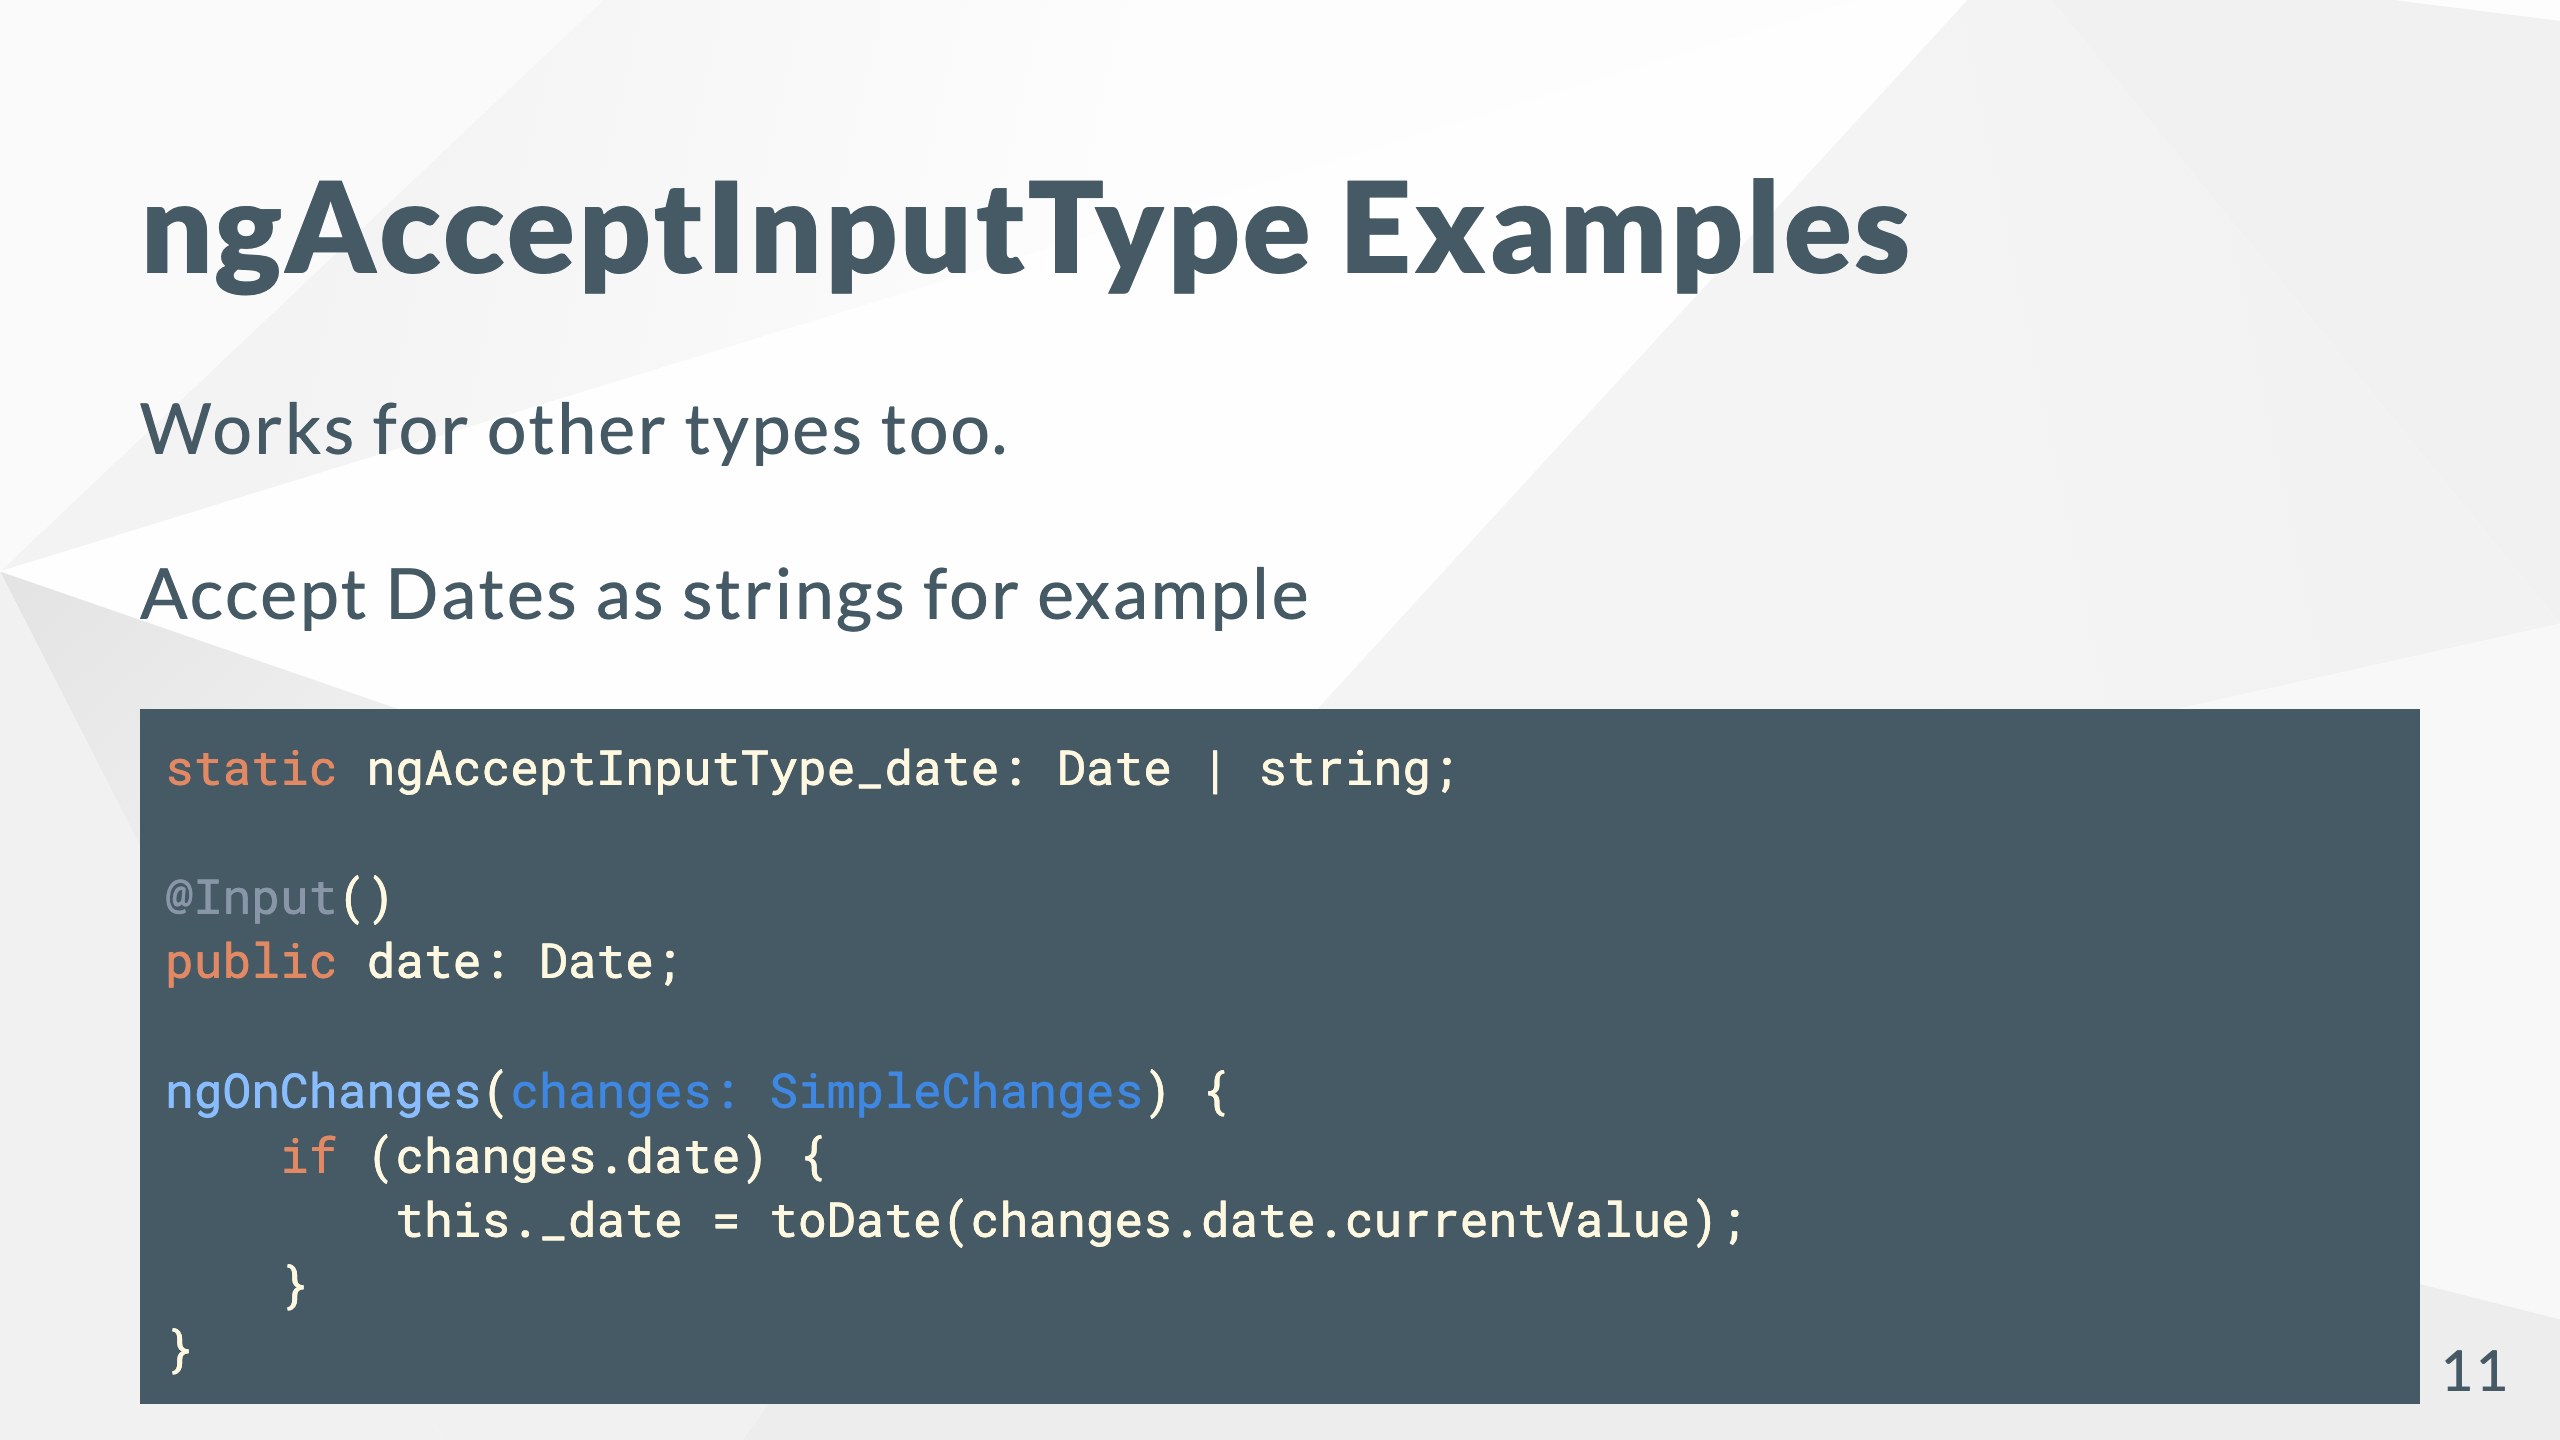 ngAcceptInputType Examples
Works for other types too.
Accept Dates as strings for example
static ngAcceptInputType_date: Date | string;
@Input()
public date: Date;
ngOnChanges(changes: SimpleChanges) {
    if (changes.date) {
        this._date = toDate(changes.date.currentValue);
    }
}
11